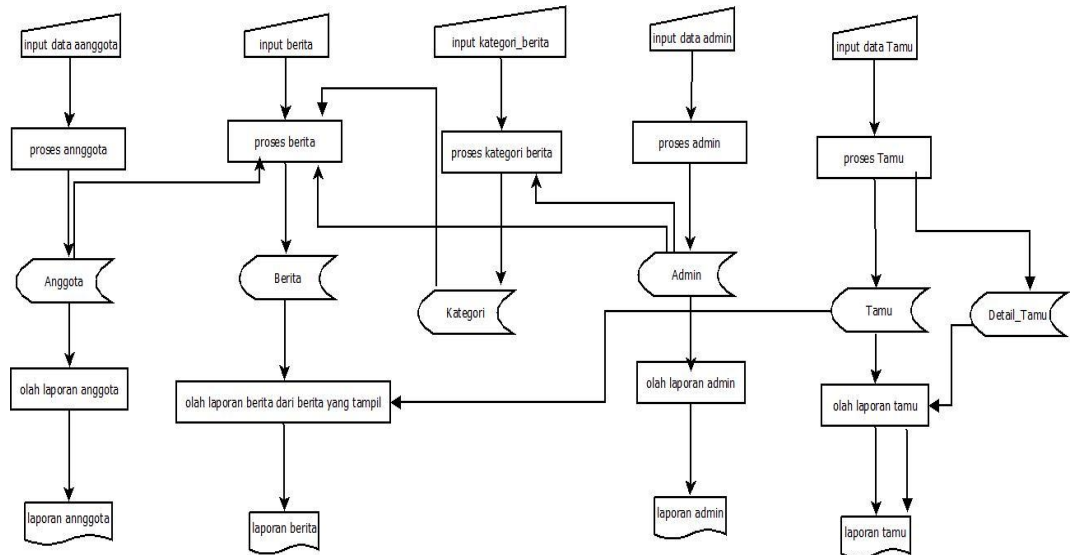 input data aanggota
input berita
input kategori_berita
input data admin
input data Tamu
proses annggota
proses berita
proses kategori berita
proses admin
proses Tamu
Anggota
Berita
Kategori
Admin
Tamu
Detail_Tamu
olah laporan anggota
olah laporan berita dari berita yang tampil
olah laporan admin
olah laporan tamu
laporan annggota
laporan berita
laporan admin
laporan tamu